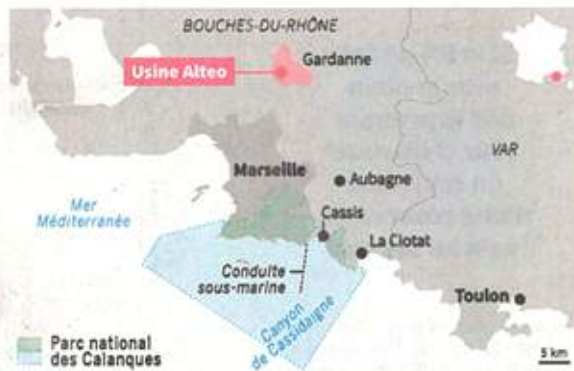 BOUCHES-DU-RHÔNE
Usine Alteo
Gardanne
VAR
Marseille
Aubagne
Mer
Méditerranée
Cassis
La Ciotat
Conduite
sous-marine
Canyon
de Cassidaigne
Toulon
Parc national
des Calanques
5 km